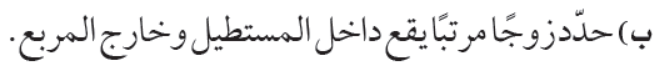 ب) حدّد زوجًا مرتبًا يقع داخل المستطيل وخارج المربع.